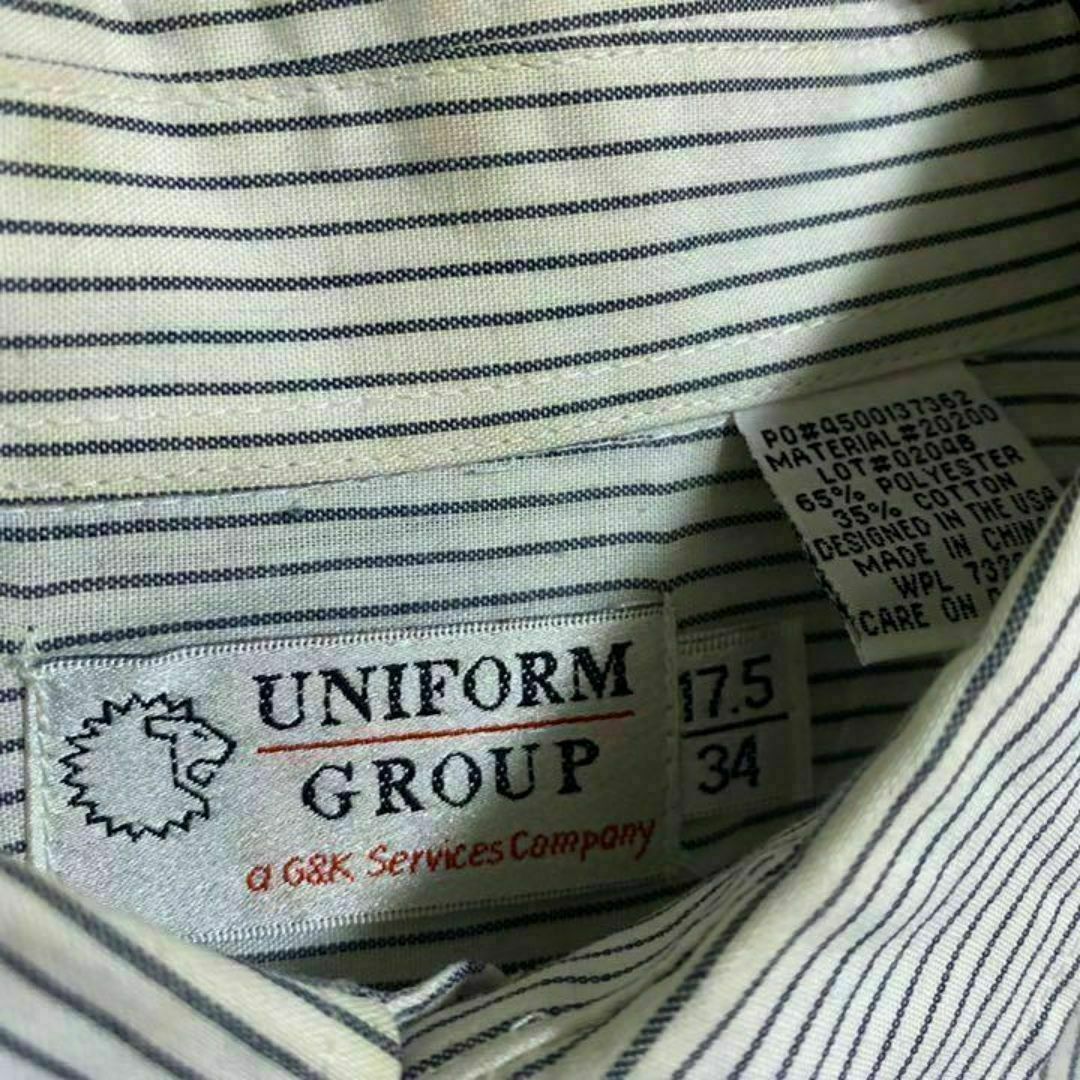 UNIFORM
GROUP
a G&K Services Company
17.5
34
PO#4500137362
MATERIAL#20200
LOT#0204B
65% POLYESTER
35% COTTON
DESIGNED IN THE USA
MADE IN CHINA
WPL
CARE ON